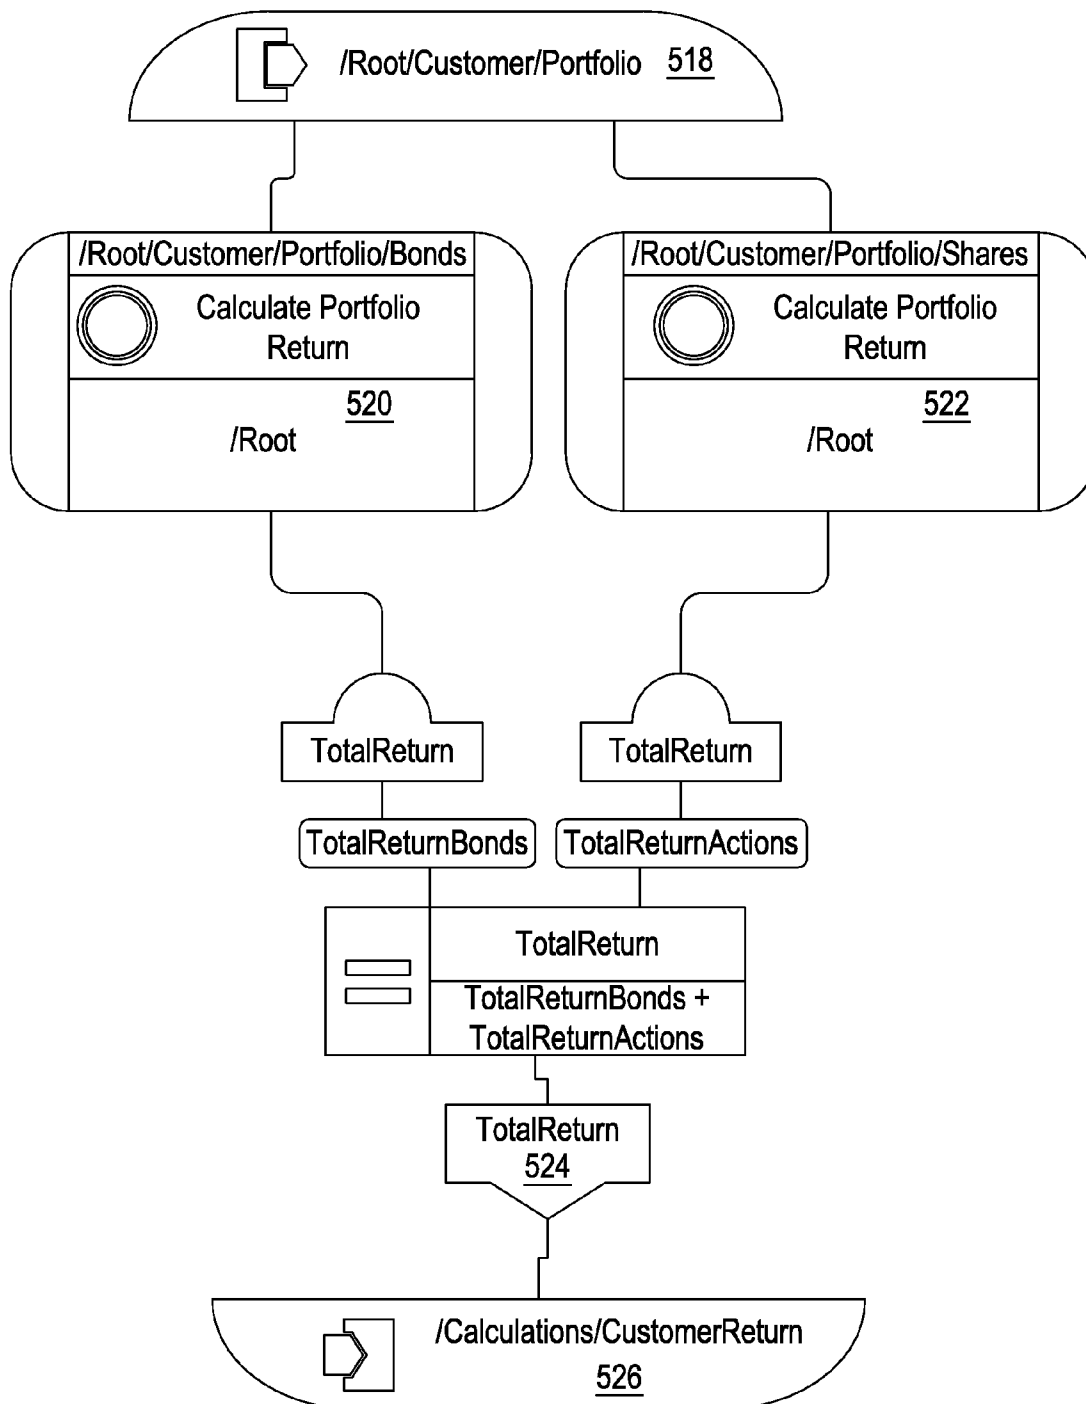 /Root/Customer/Portfolio 518
/Root/Customer/Portfolio/Bonds
Calculate Portfolio
Return
520
/Root
/Root/Customer/Portfolio/Shares
Calculate Portfolio
Return
522
/Root
TotalReturn
TotalReturn
TotalReturnBonds
TotalReturnActions
TotalReturn
TotalReturnBonds +
TotalReturnActions
TotalReturn
524
/Calculations/CustomerReturn
526